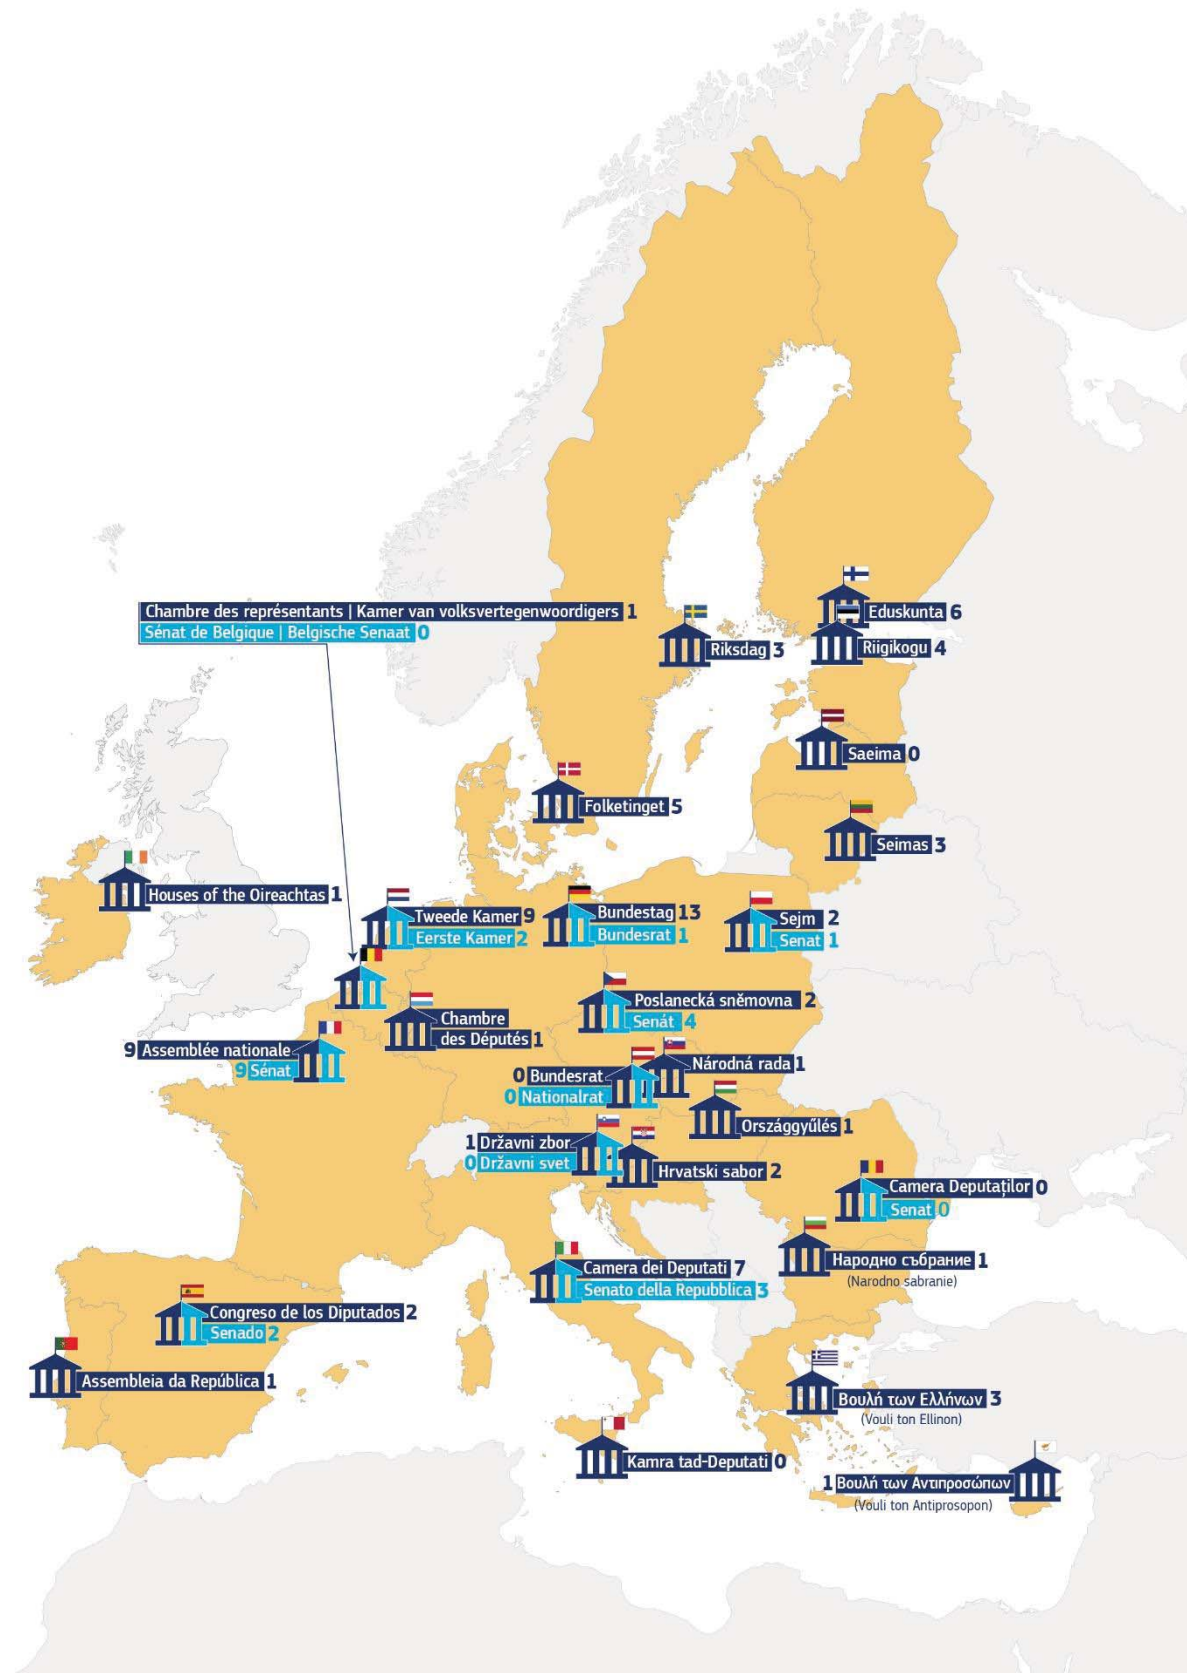 Chambre des représentants | Kamer van volksvertegenwoordigers 1
Sénat de Belgique | Belgische Senaat 0
Eduskunta 6
Riksdag 3
Riigikogu 4
Saeima 0
Folketinget 5
Seimas 3
Houses of the Oireachtas 1
Tweede Kamer 9
Eerste Kamer 2
Bundestag 13
Bundesrat 1
Sejm 2
Senat 1
Poslanecká sněmovna 2
Senát 4
Chambre
des Députés 1
9 Assemblée nationale
9 Sénat
Národná rada 1
0 Bundesrat
0 Nationalrat
Országgyűlés 1
1 Državni zbor
0 Državni svet
Hrvatski sabor 2
Camera Deputaților 0
Senat 0
Народно събрание 1
(Narodno sabranie)
Camera dei Deputati 7
Senato della Repubblica 3
Congreso de los Diputados 2
Senado 2
Assembleia da República 1
Βουλή των Ελλήνων 3
(Vouli ton Ellinon)
Kamra tad-Deputati 0
1 Βουλή των Αντιπροσώπων
(Vouli ton Antiprosopon)